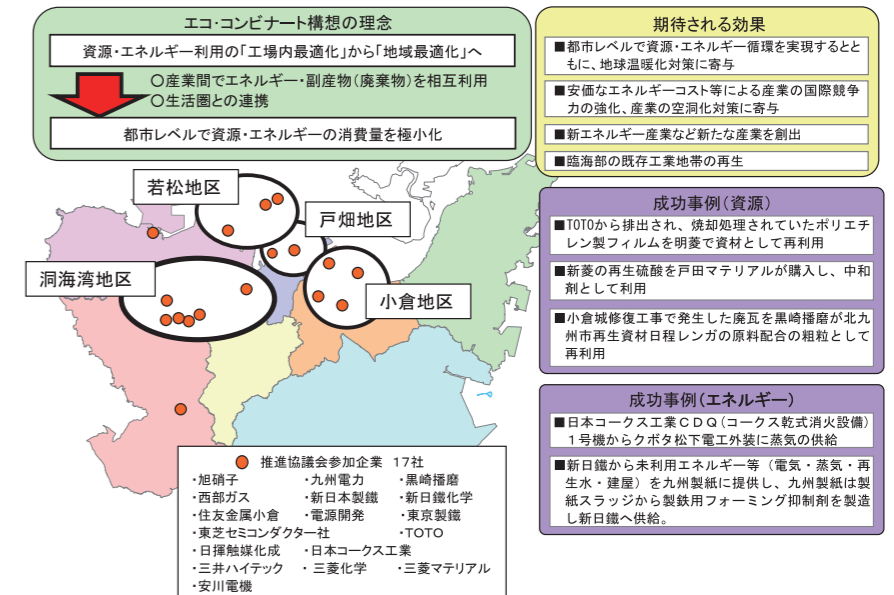 エコ・コンビナート構想の理念
資源・エネルギー利用の「工場内最適化」から「地域最適化」へ
○産業間でエネルギー・副産物(廃棄物)を相互利用
○生活圏との連携
都市レベルで資源・エネルギーの消費量を極小化
期待される効果
■都市レベルで資源・エネルギー循環を実現するとと
もに、地球温暖化対策に寄与
■安価なエネルギーコスト等による産業の国際競争
力の強化、産業の空洞化対策に寄与
■新エネルギー産業など新たな産業を創出
■臨海部の既存工業地帯の再生
若松地区
戸畑地区
洞海湾地区
小倉地区
成功事例(資源)
■TOTOから排出され、焼却処理されていたポリエチ
レン製フィルムを明菱で資材として再利用
■新菱の再生硫酸を戸田マテリアルが購入し、中和
剤として利用
■小倉城修復工事で発生した廃瓦を黒崎播磨が北九
州市再生資材日程レンガの原料配合の粗粒として
再利用
成功事例(エネルギー)
■日本コークス工業CDQ(コークス乾式消火設備)
1号機からクボタ松下電工外装に蒸気の供給
■新日鐵から未利用エネルギー等(電気・蒸気・再
生水・建屋)を九州製紙に提供し、九州製紙は製
紙スラッジから製鉄用フォーミング抑制剤を製造
し新日鐵へ供給。
推進協議会参加企業 17社
・旭硝子 ・九州電力 ・黒崎播磨
・西部ガス ・新日本製鐵 ・新日鐵化学
・住友金属小倉 ・電源開発 ・東京製鐵
・東芝セミコンダクター社 ・TOTO
・日揮触媒化成 ・日本コークス工業
・三井ハイテック ・三菱化学 ・三菱マテリアル
・安川電機